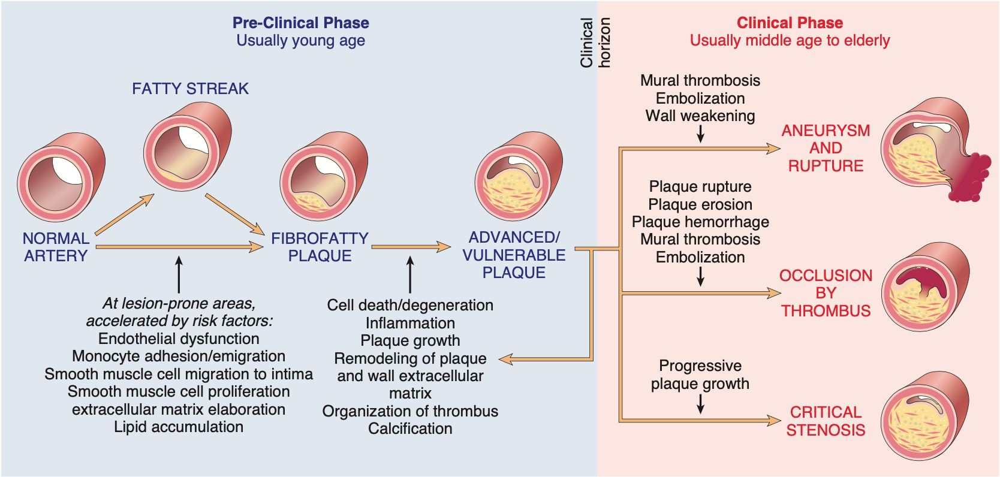 Pre-Clinical Phase
Usually young age
Clinical
horizon
Clinical Phase
Usually middle age to elderly
FATTY STREAK
NORMAL
ARTERY
FIBROFATTY
PLAQUE
ADVANCED/
VULNERABLE
PLAQUE
At lesion-prone areas,
accelerated by risk factors:
Endothelial dysfunction
Monocyte adhesion/emigration
Smooth muscle cell migration to intima
Smooth muscle cell proliferation
extracellular matrix elaboration
Lipid accumulation
Cell death/degeneration
Inflammation
Plaque growth
Remodeling of plaque
and wall extracellular
matrix
Organization of thrombus
Calcification
Mural thrombosis
Embolization
Wall weakening
ANEURYSM
AND
RUPTURE
Plaque rupture
Plaque erosion
Plaque hemorrhage
Mural thrombosis
Embolization
OCCLUSION
BY
THROMBUS
Progressive
plaque growth
CRITICAL
STENOSIS